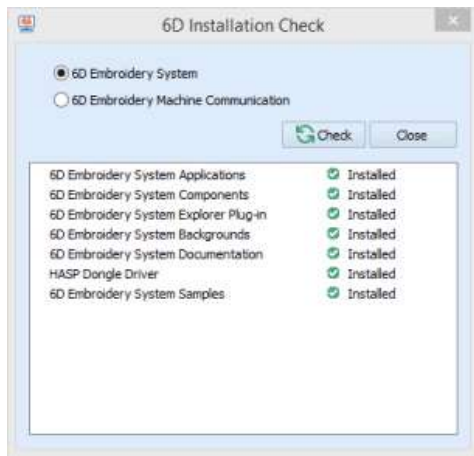 6D Installation Check
6D Embroidery System
6D Embroidery Machine Communication
Check Close
6D Embroidery System Applications Installed
6D Embroidery System Components Installed
6D Embroidery System Explorer Plug-in Installed
6D Embroidery System Backgrounds Installed
6D Embroidery System Documentation Installed
HASP Dongle Driver Installed
6D Embroidery System Samples Installed